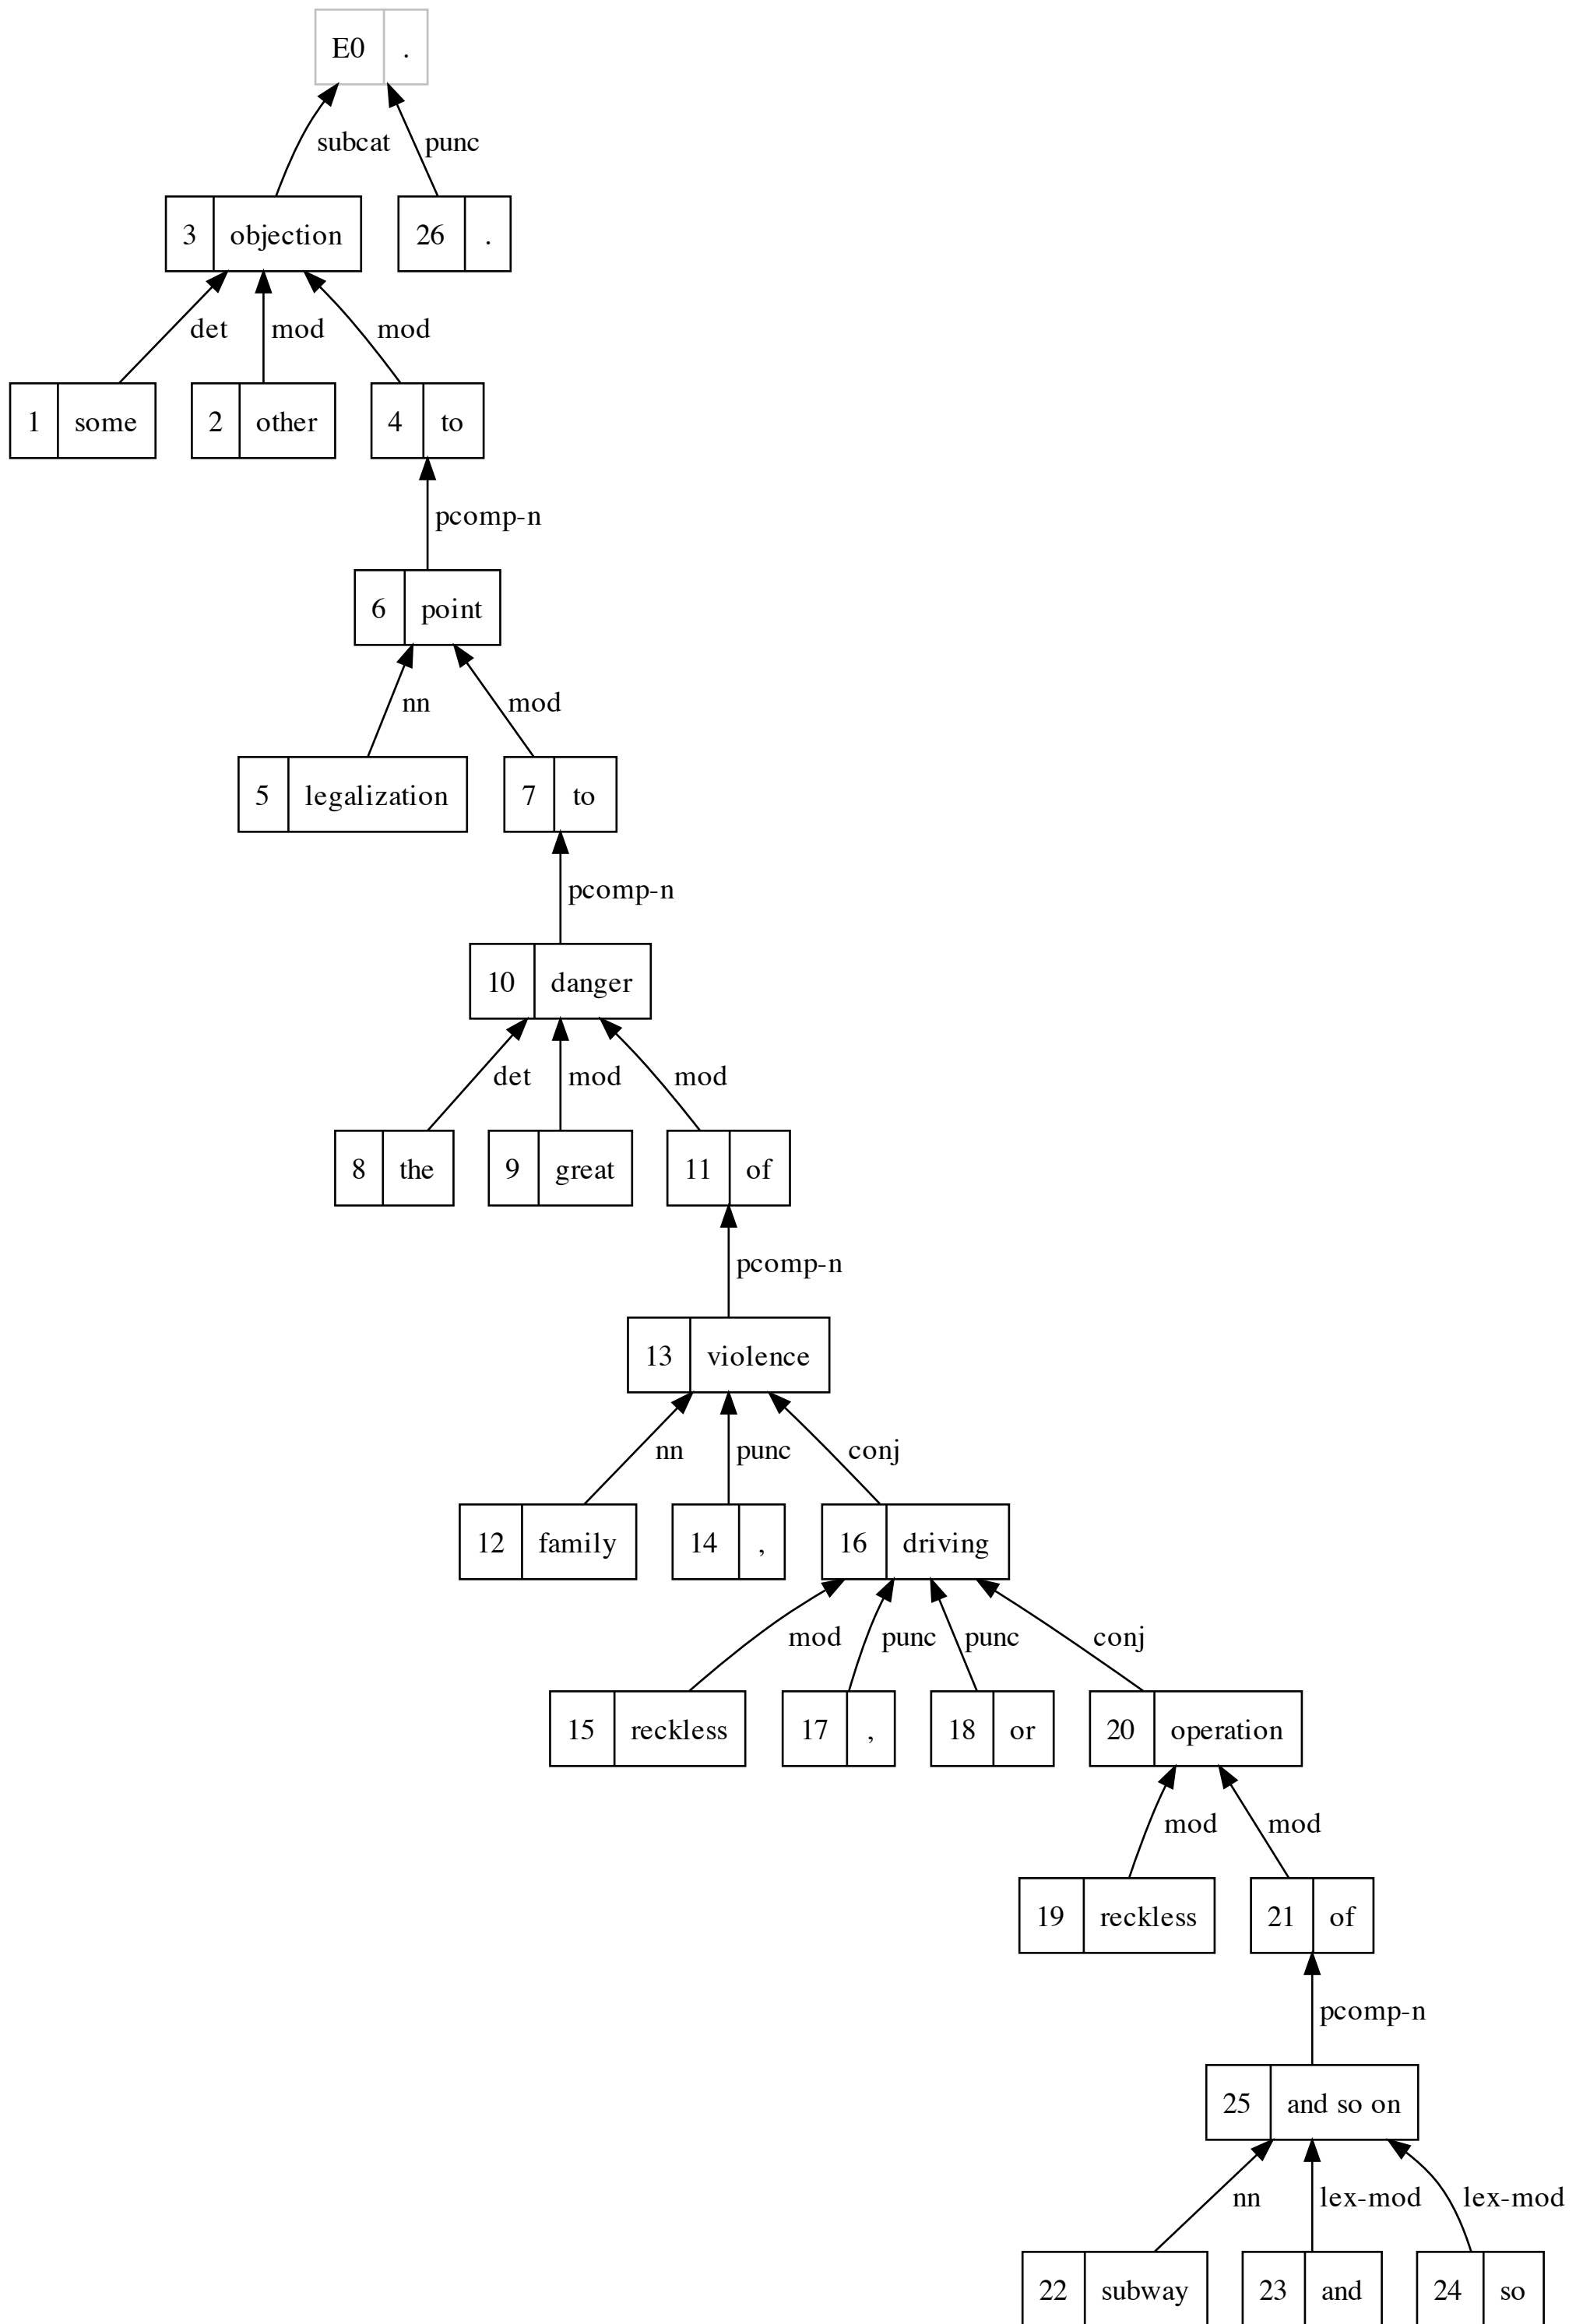 E0 .
subcat punc
3 objection 26 .
det mod mod
1 some 2 other 4 to
pcomp-n
6 point
nn mod
5 legalization 7 to
pcomp-n
10 danger
det mod mod
8 the 9 great 11 of
pcomp-n
13 violence
nn punc conj
12 family 14 , 16 driving
mod punc punc conj
15 reckless 17 , 18 or 20 operation
mod mod
19 reckless 21 of
pcomp-n
25 and so on
nn lex-mod lex-mod
22 subway 23 and 24 so